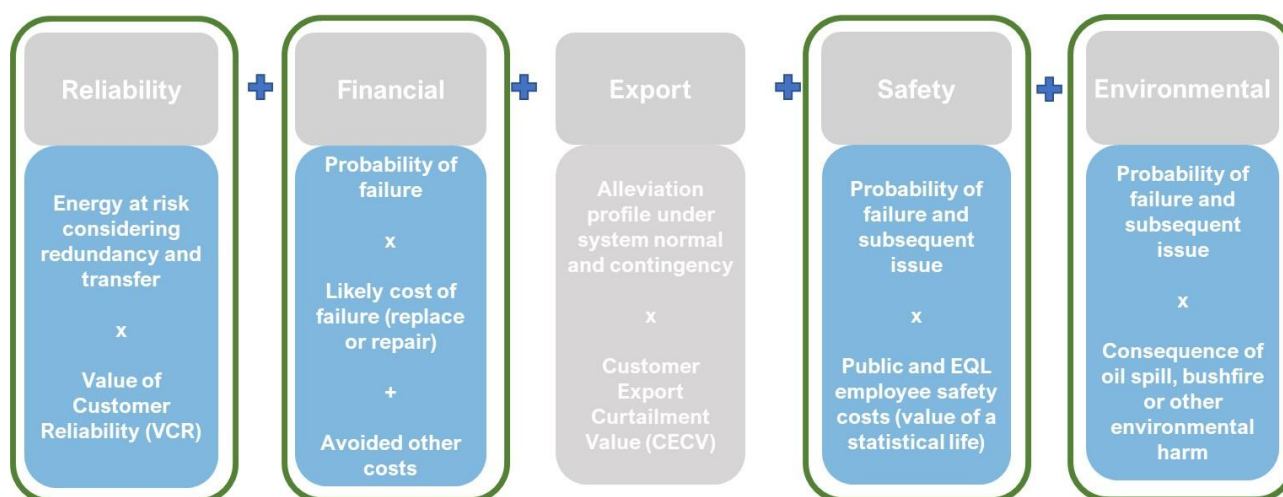 Reliability
Financial
Export
Safety
Environmental
Energy at risk
considering
redundancy and
transfer
x
Value of
Customer
Reliability (VCR)
Probability of
failure
x
Likely cost of
failure (replace
or repair)
+
Avoided other
costs
Alleviation
profile under
system normal
and contingency
x
Customer
Export
Curtailment
Value (CECV)
Probability of
failure and
subsequent
issue
x
Public and EQL
employee safety
costs (value of a
statistical life)
Probability of
failure and
subsequent
issue
x
Consequence of
oil spill, bushfire
or other
environmental
harm